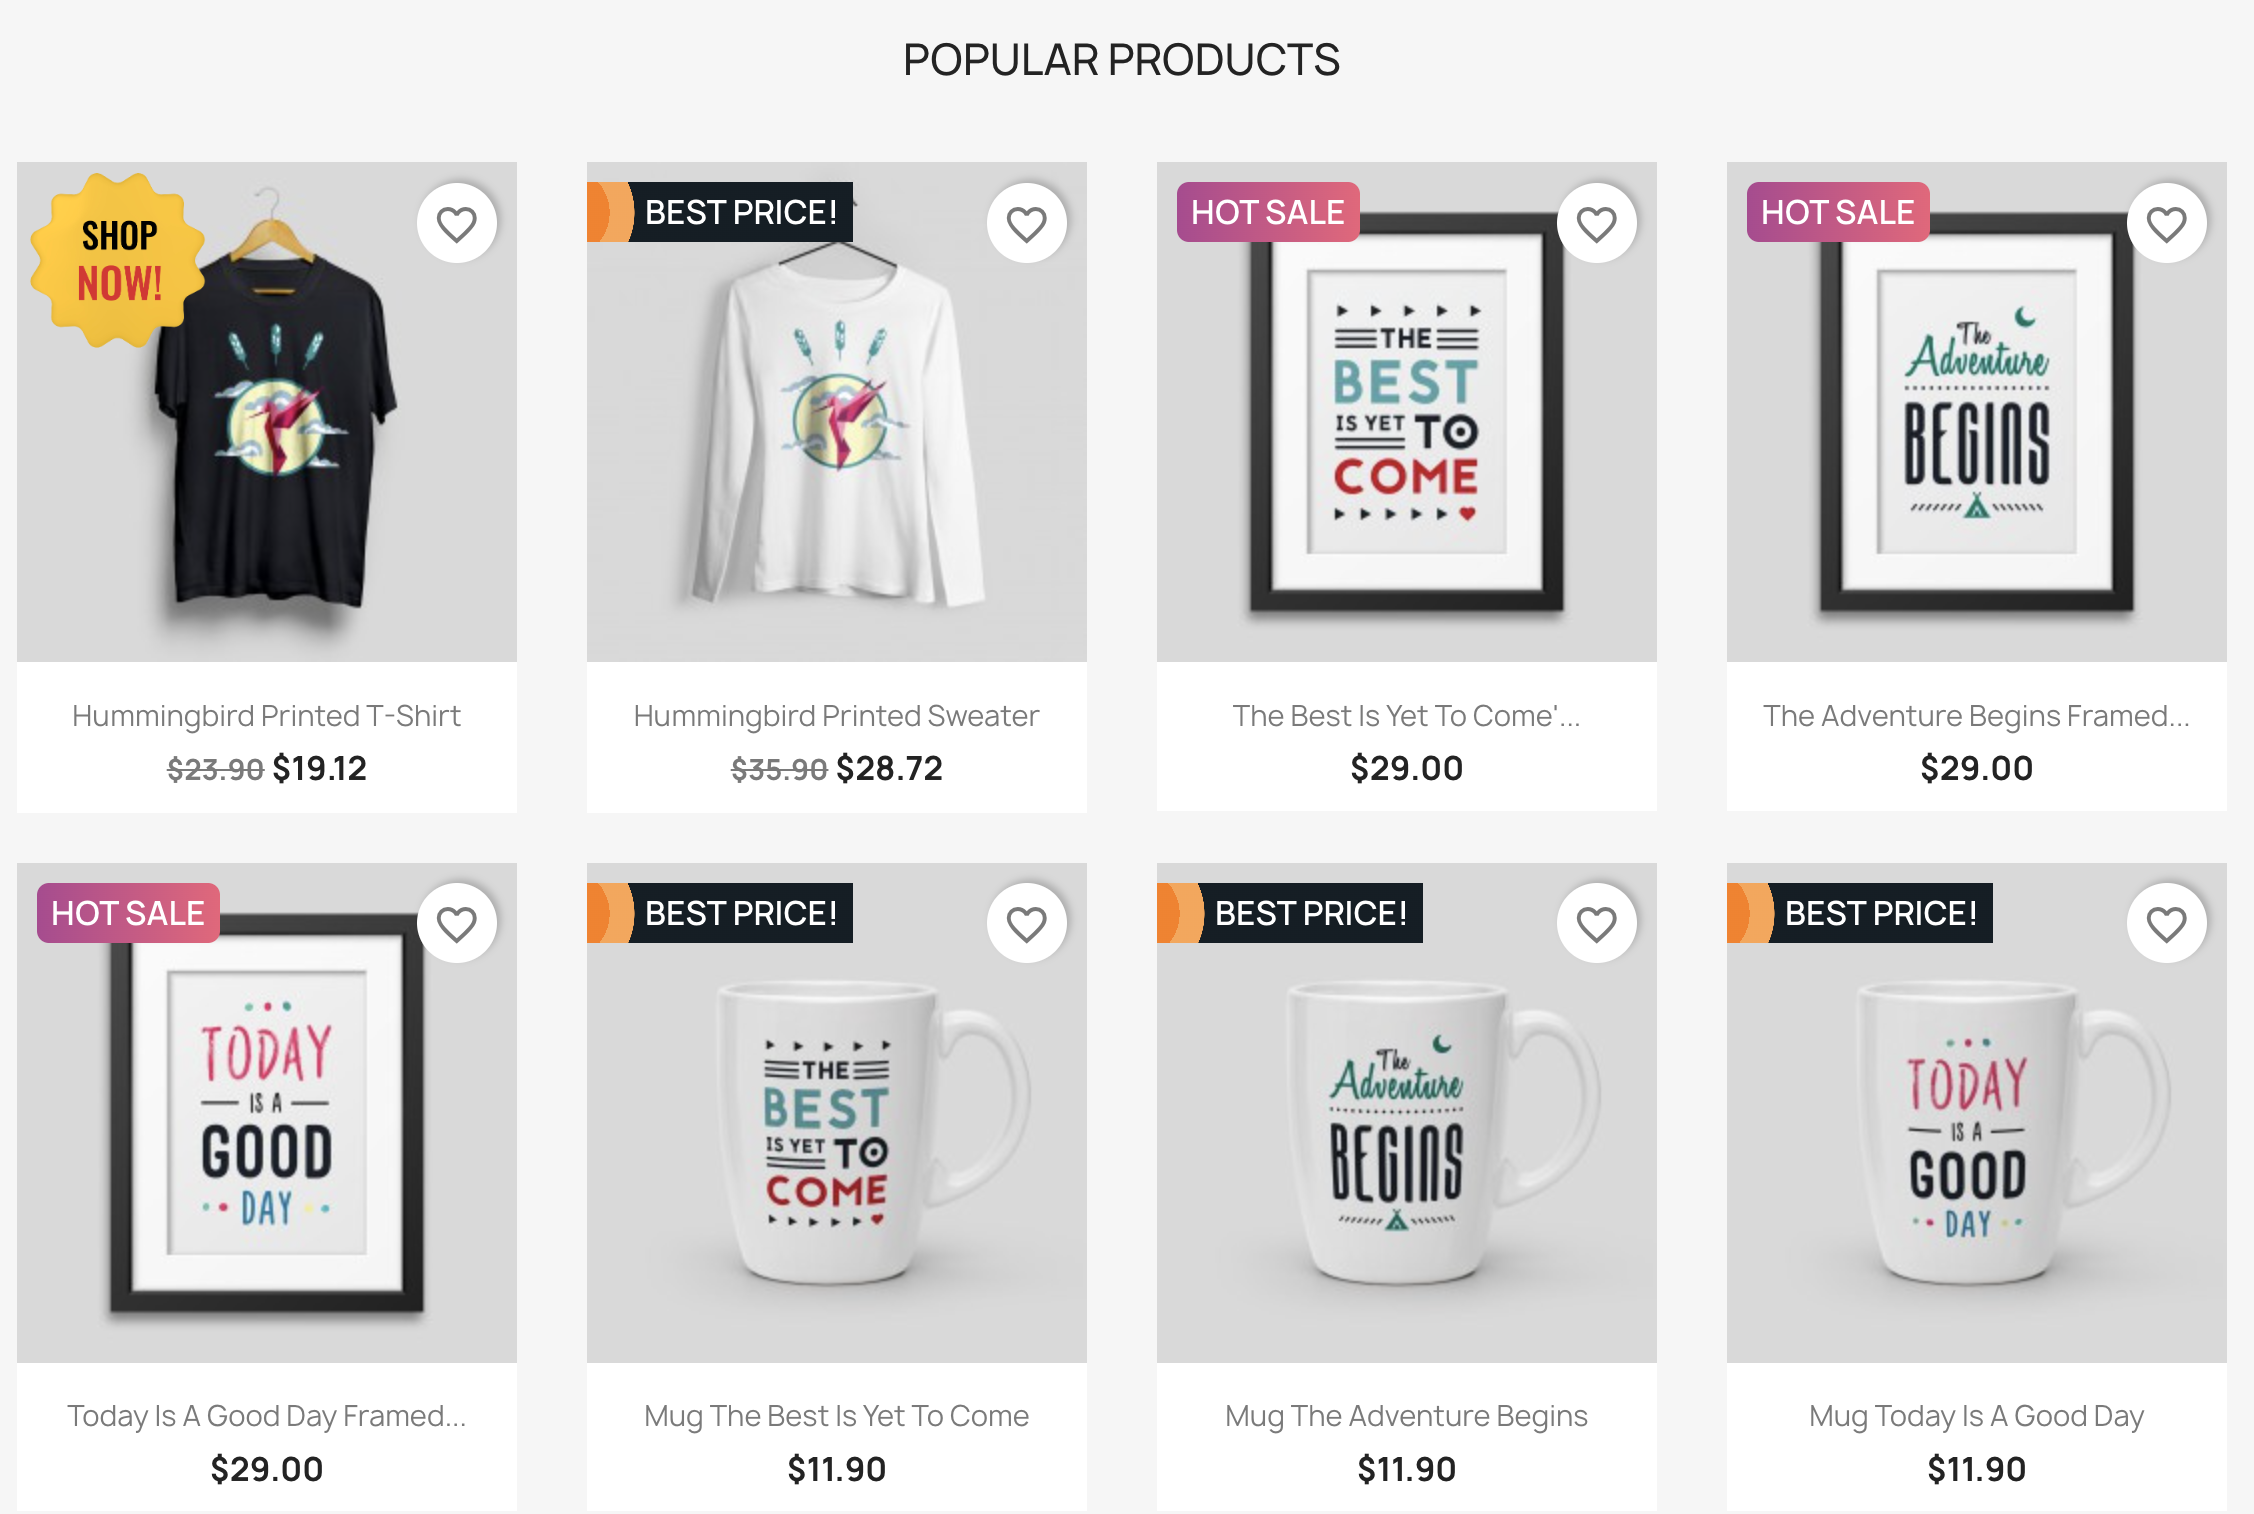 POPULAR PRODUCTS
SHOP
NOW!
BEST PRICE!
HOT SALE
THE
BEST
IS YET TO
COME
HOT SALE
The
Adventure
BEGINS
Hummingbird Printed T-Shirt
$23.90 $19.12
Hummingbird Printed Sweater
$35.90 $28.72
The Best Is Yet To Come'...
$29.00
The Adventure Begins Framed...
$29.00
HOT SALE
TODAY
IS A
GOOD
DAY
BEST PRICE!
THE
BEST
IS YET TO
COME
BEST PRICE!
The
Adventure
BEGINS
BEST PRICE!
TODAY
IS A
GOOD
DAY
Today Is A Good Day Framed...
$29.00
Mug The Best Is Yet To Come
$11.90
Mug The Adventure Begins
$11.90
Mug Today Is A Good Day
$11.90